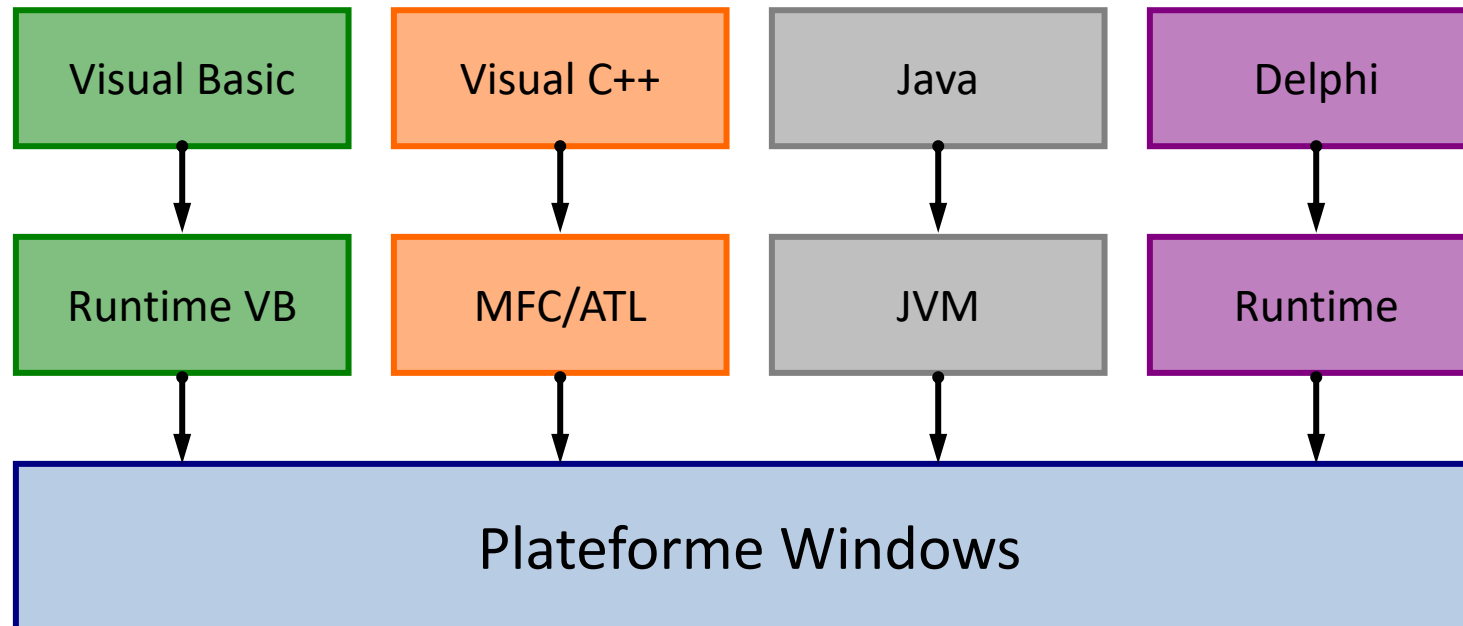 Visual Basic
Visual C++
Java
Delphi
Runtime VB
MFC/ATL
JVM
Runtime
Plateforme Windows